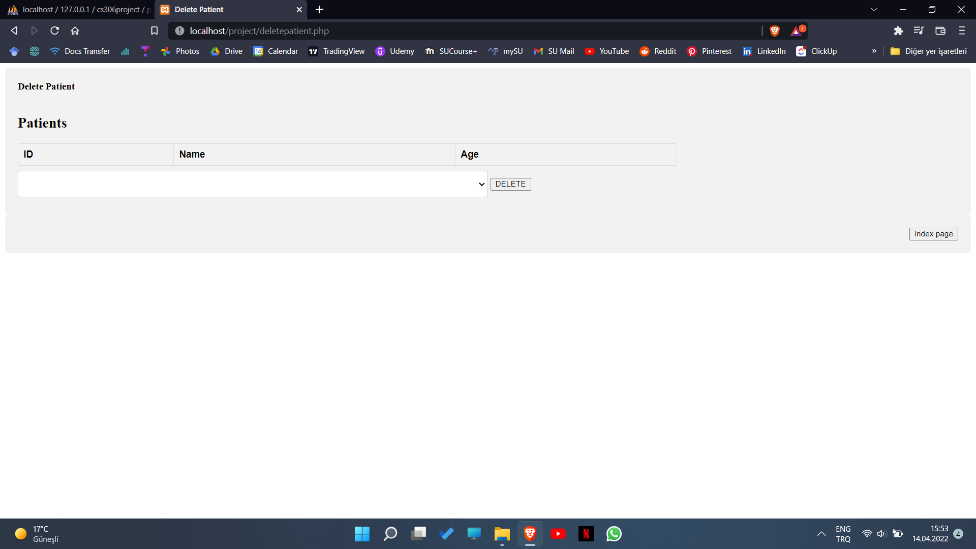 localhost / 127.0.0.1 / cs306project / p
Delete Patient
localhost/project/deletepatient.php
1
Docs Transfer
Photos
Drive
Calendar
TradingView
Udemy
SUCourse+
mySU
SU Mail
YouTube
Reddit
Pinterest
LinkedIn
ClickUp
»
Diğer yer işaretleri
Delete Patient
Patients
ID Name Age
DELETE
Index page
17°C
Güneşli
ENG
TRQ
15:53
14.04.2022
2